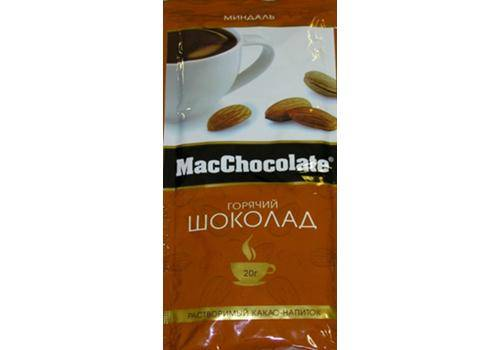 МИНДАЛЬ
MacChocolate®
ГОРЯЧИЙ
ШОКОЛАД
20г
РАСТВОРИМЫЙ КАКАО-НАПИТОК